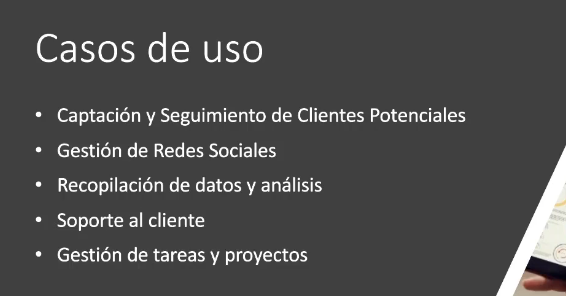 Casos de uso
• Captación y Seguimiento de Clientes Potenciales
• Gestión de Redes Sociales
• Recopilación de datos y análisis
• Soporte al cliente
• Gestión de tareas y proyectos